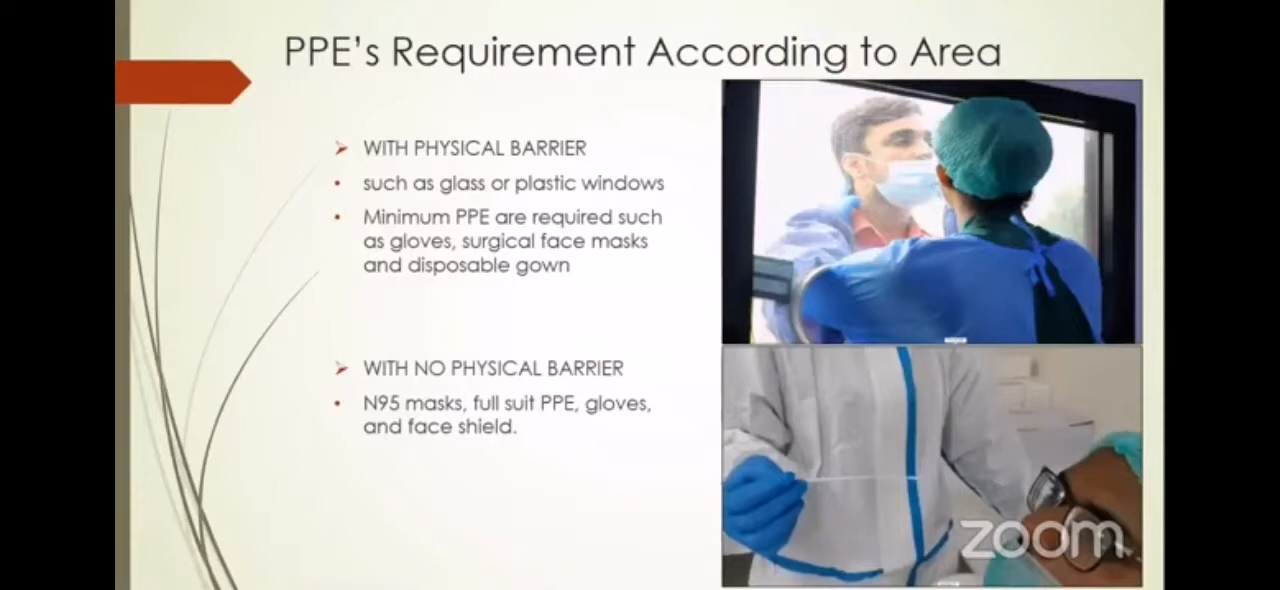 PPE's Requirement According to Area
WITH PHYSICAL BARRIER
such as glass or plastic windows
Minimum PPE are required such
as gloves, surgical face masks
and disposable gown
WITH NO PHYSICAL BARRIER
N95 masks, full suit PPE, gloves,
and face shield.
zoom